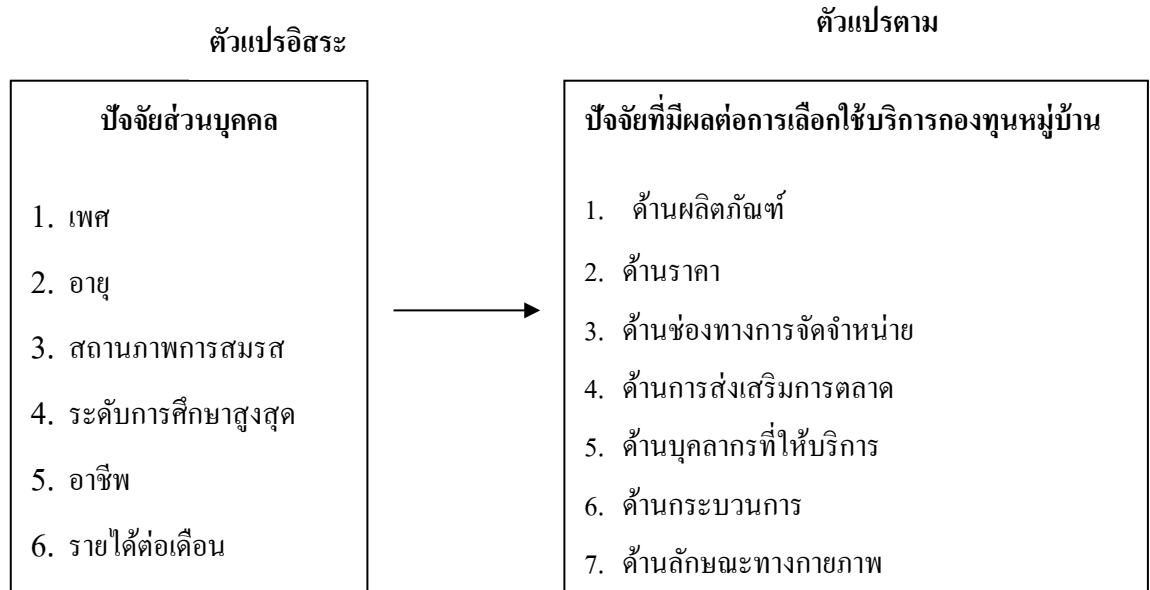 ตัวแปรอิสระ
ตัวแปรตาม
ปัจจัยส่วนบุคคล
1. เพศ
2. อายุ
3. สถานภาพการสมรส
4. ระดับการศึกษาสูงสุด
5. อาชีพ
6. รายได้ต่อเดือน
ปัจจัยที่มีผลต่อการเลือกใช้บริการกองทุนหมู่บ้าน
1. ด้านผลิตภัณฑ์
2. ด้านราคา
3. ด้านช่องทางการจัดจำหน่าย
4. ด้านการส่งเสริมการตลาด
5. ด้านบุคลากรที่ให้บริการ
6. ด้านกระบวนการ
7. ด้านลักษณะทางกายภาพ